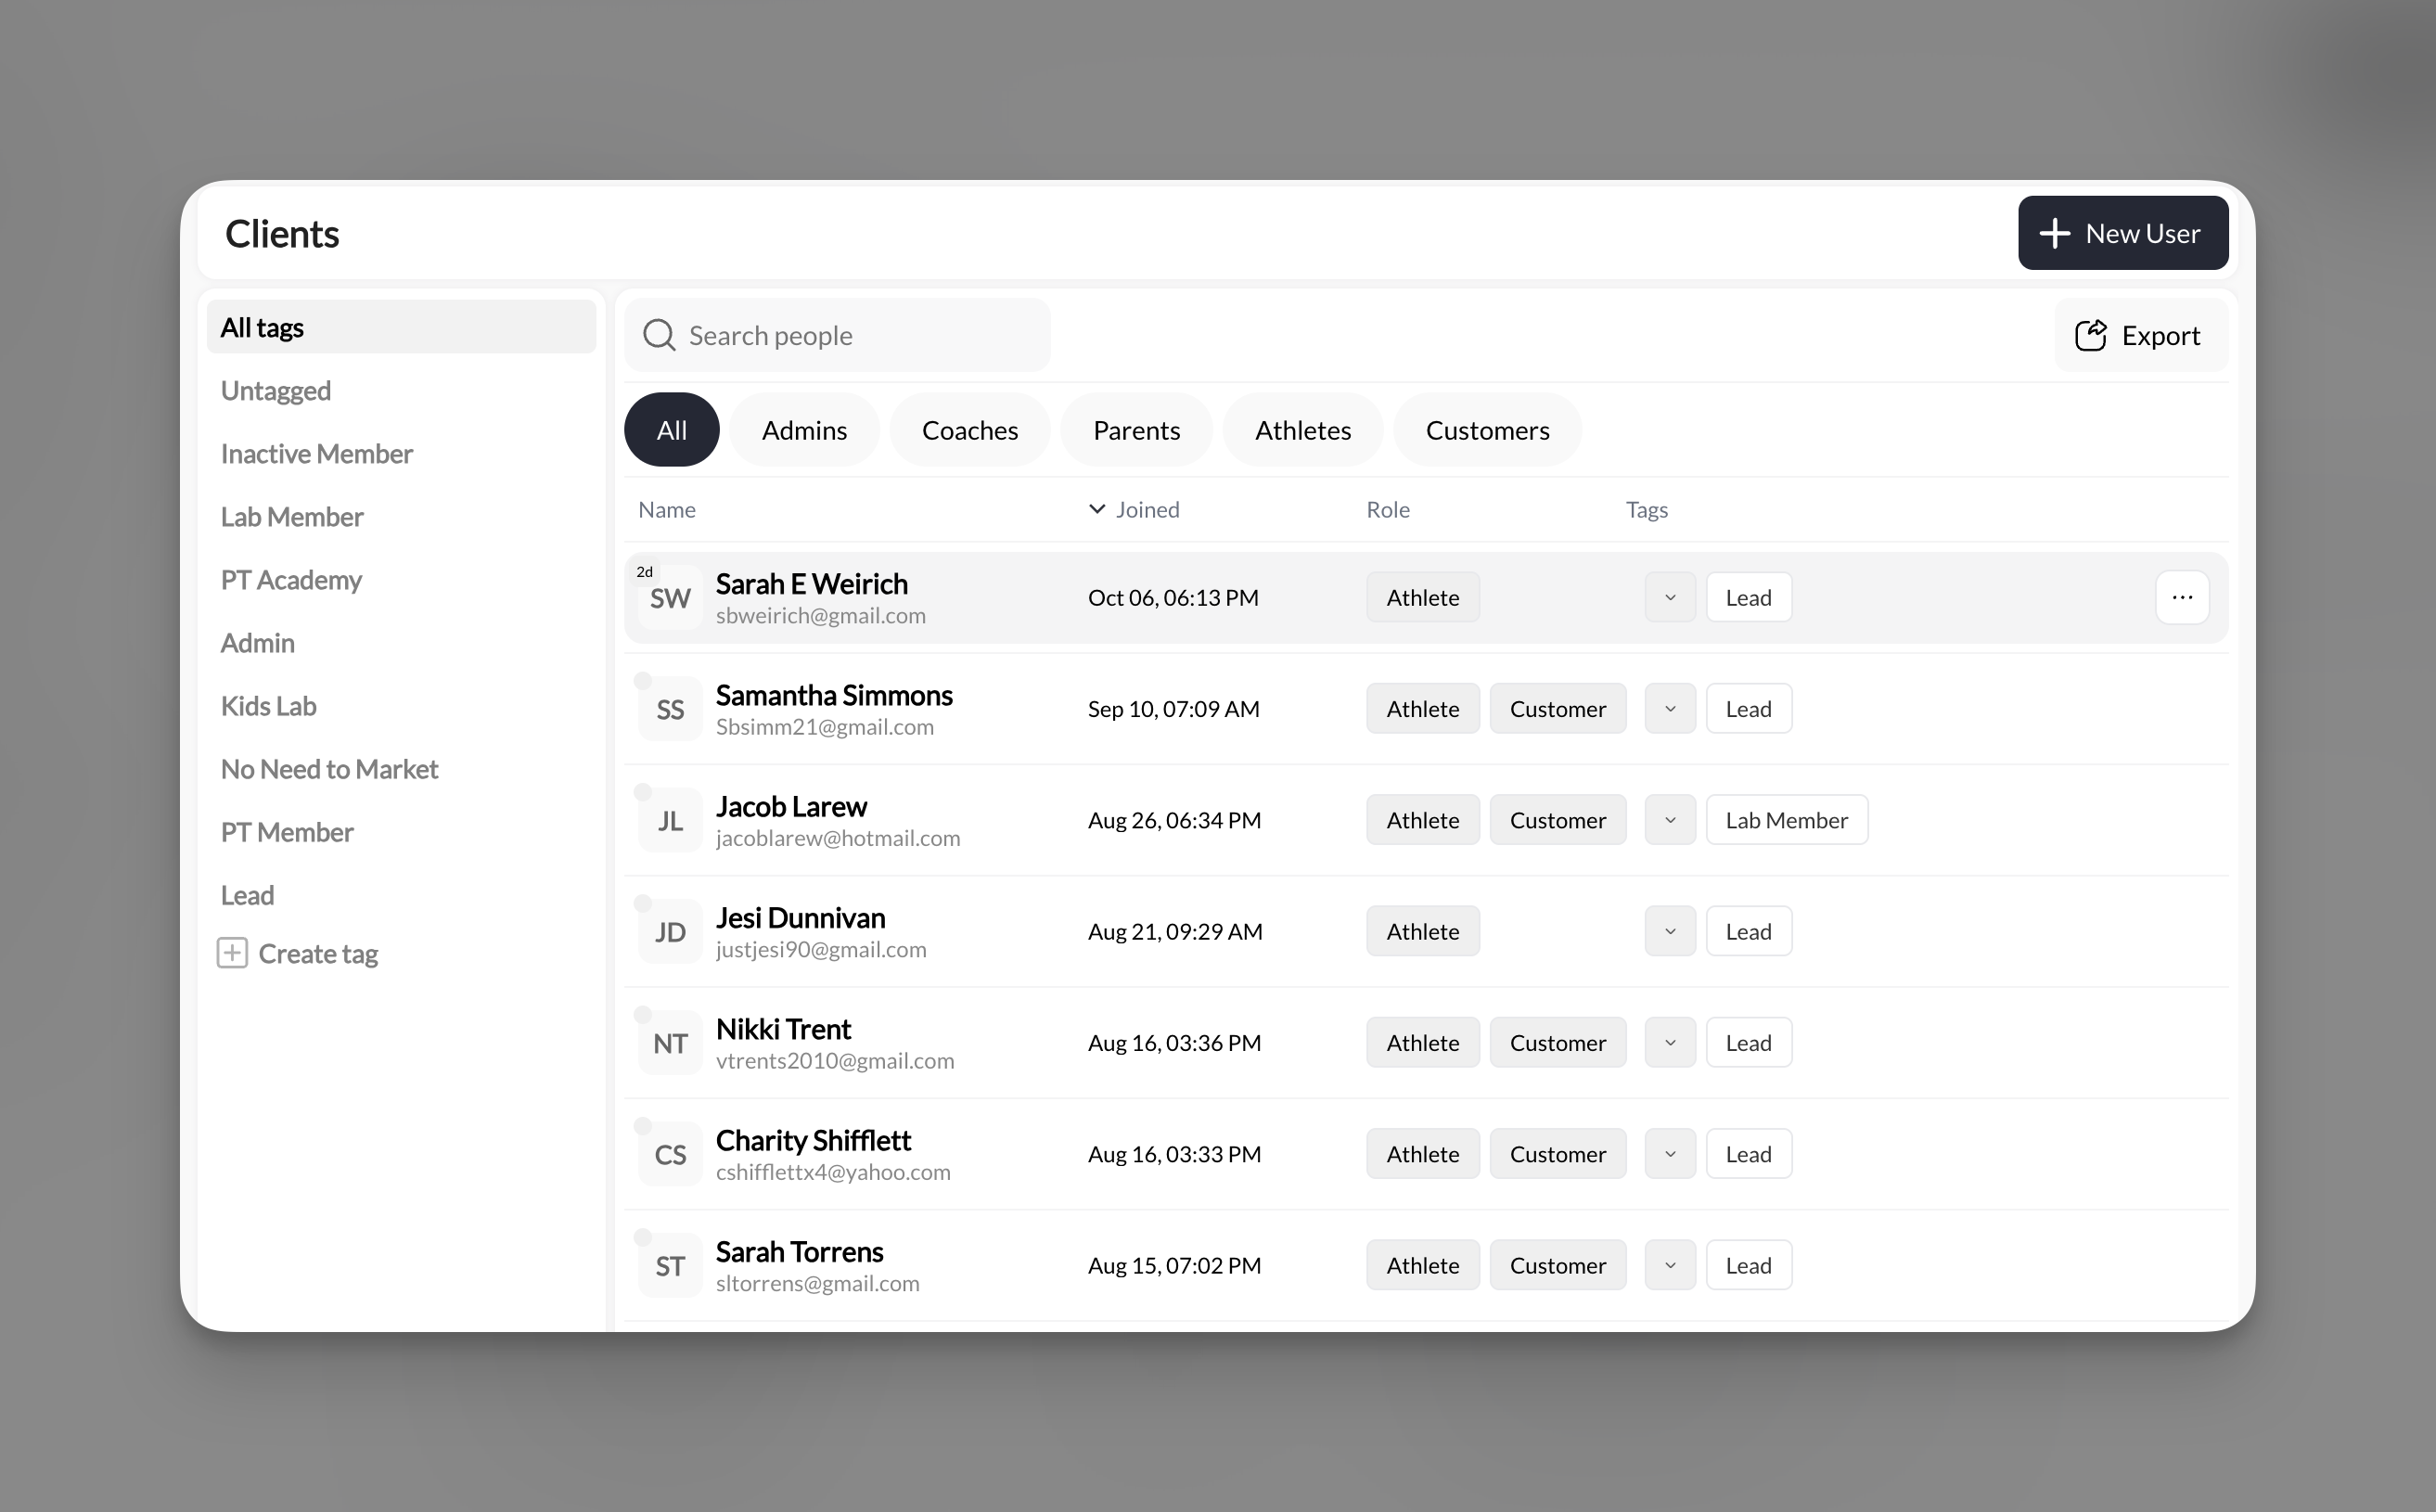 Clients
New User
All tags
Untagged
Inactive Member
Lab Member
PT Academy
Admin
Kids Lab
No Need to Market
PT Member
Lead
Create tag
Search people
Export
All Admins Coaches Parents Athletes Customers
Name Joined Role Tags
2d
SW Sarah E Weirich
sbweirich@gmail.com
Oct 06, 06:13 PM Athlete Lead
SS Samantha Simmons
Sbsimm21@gmail.com
Sep 10, 07:09 AM Athlete Customer Lead
JL Jacob Larew
jacoblarew@hotmail.com
Aug 26, 06:34 PM Athlete Customer Lab Member
JD Jesi Dunnivan
justjesi90@gmail.com
Aug 21, 09:29 AM Athlete Lead
NT Nikki Trent
vtrents2010@gmail.com
Aug 16, 03:36 PM Athlete Customer Lead
CS Charity Shifflett
cshifflettx4@yahoo.com
Aug 16, 03:33 PM Athlete Customer Lead
ST Sarah Torrens
sltorrens@gmail.com
Aug 15, 07:02 PM Athlete Customer Lead